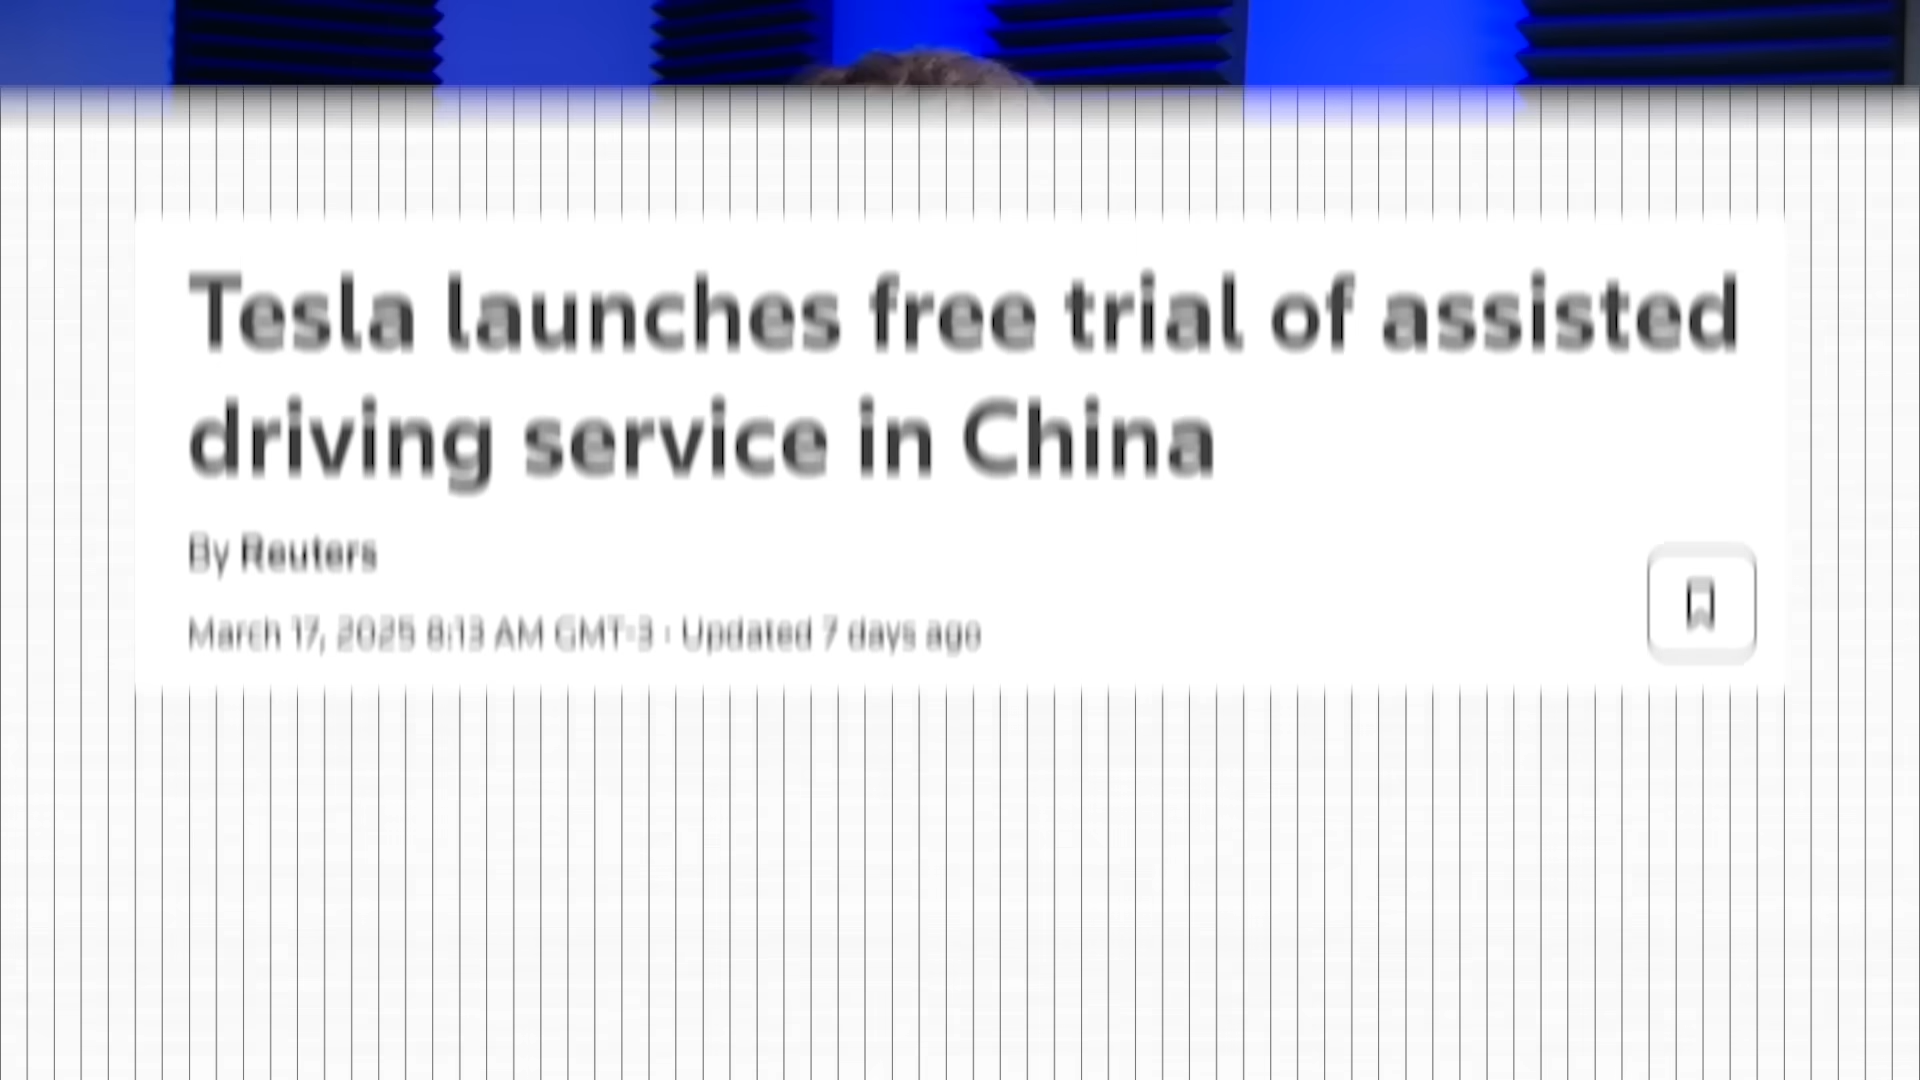 Tesla launches free trial of assisted
driving service in China
By Reuters
March 17, 2025 8:13 AM GMT-3 · Updated 7 days ago